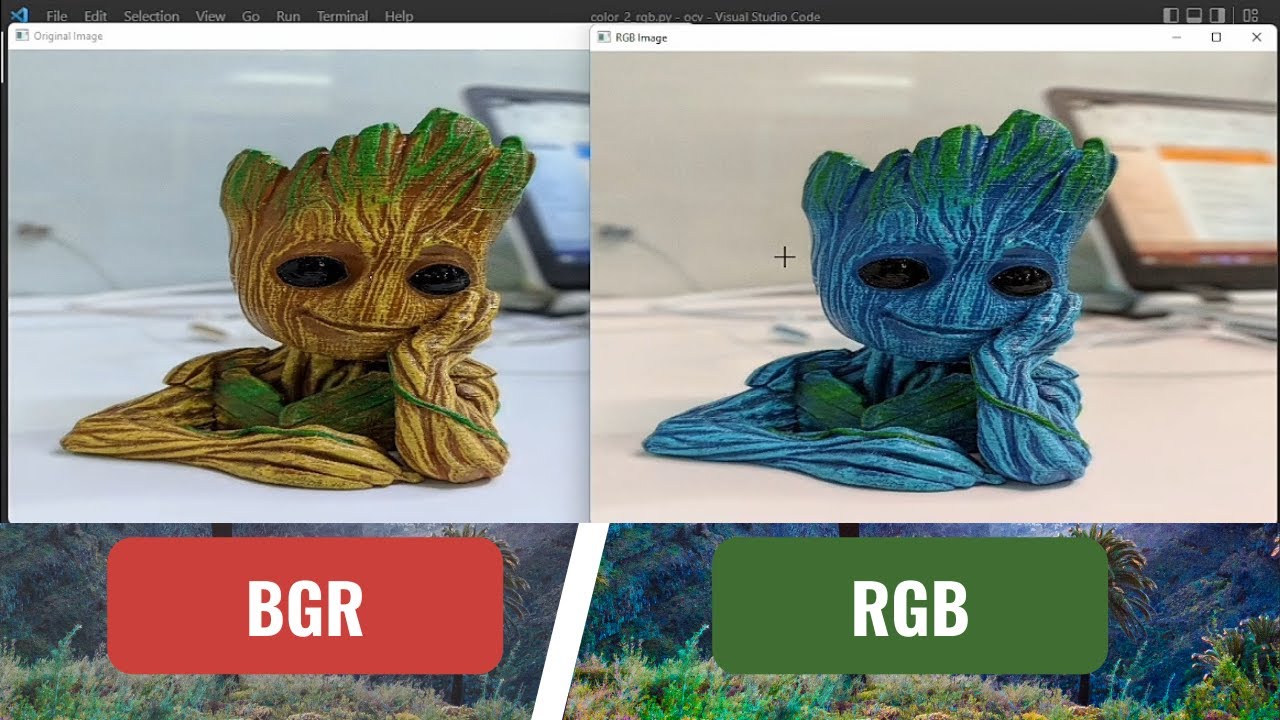 File Edit Selection View Go Run Terminal Help color_2_rgb.py - ocv - Visual Studio Code
Original Image
RGB Image
BGR
RGB